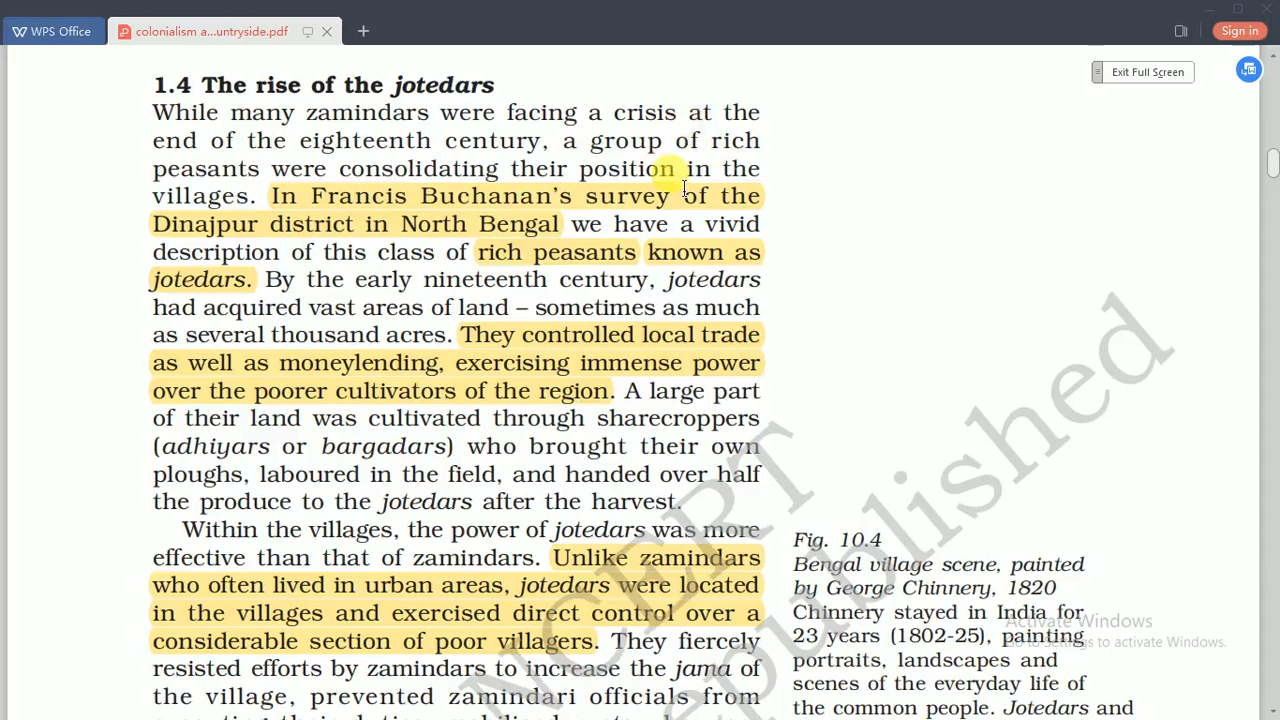 WPS Office
colonialism a...untryside.pdf
Sign in
Exit Full Screen
1.4 The rise of the jotedars
While many zamindars were facing a crisis at the
end of the eighteenth century, a group of rich
peasants were consolidating their position in the
villages. In Francis Buchanan's survey of the
Dinajpur district in North Bengal we have a vivid
description of this class of rich peasants known as
jotedars. By the early nineteenth century, jotedars
had acquired vast areas of land – sometimes as much
as several thousand acres. They controlled local trade
as well as moneylending, exercising immense power
over the poorer cultivators of the region. A large part
of their land was cultivated through sharecroppers
(adhiyars or bargadars) who brought their own
ploughs, laboured in the field, and handed over half
the produce to the jotedars after the harvest.
Within the villages, the power of jotedars was more
effective than that of zamindars. Unlike zamindars
who often lived in urban areas, jotedars were located
in the villages and exercised direct control over a
considerable section of poor villagers. They fiercely
resisted efforts by zamindars to increase the jama of
the village, prevented zamindari officials from
Fig. 10.4
Bengal village scene, painted
by George Chinnery, 1820
Chinnery stayed in India for
23 years (1802-25), painting
portraits, landscapes and
scenes of the everyday life of
the common people. Jotedars and
Activate Windows
Go to Settings to activate Windows.
NCERT
republished